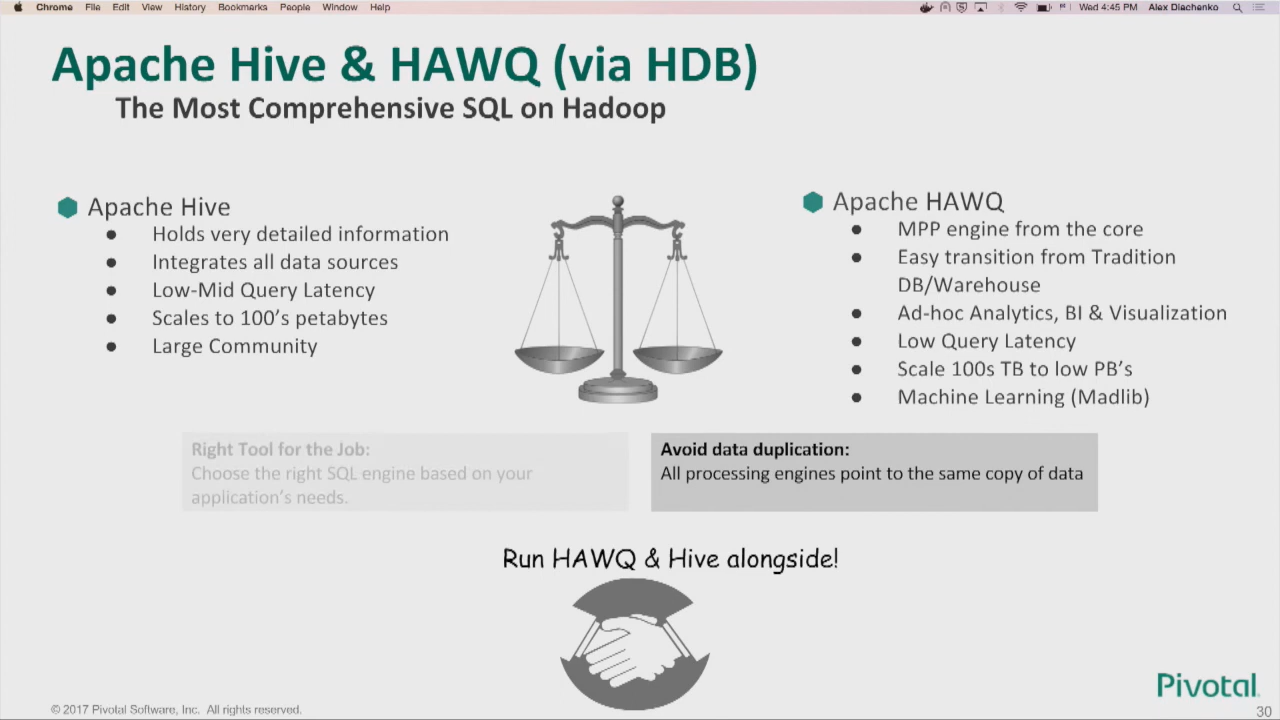 Chrome File Edit View History Bookmarks People Window Help
Wed 4:45 PM Alex Diachenko
Apache Hive & HAWQ (via HDB)
The Most Comprehensive SQL on Hadoop
Apache Hive
● Holds very detailed information
● Integrates all data sources
● Low-Mid Query Latency
● Scales to 100's petabytes
● Large Community
Apache HAWQ
● MPP engine from the core
● Easy transition from Tradition
DB/Warehouse
● Ad-hoc Analytics, BI & Visualization
● Low Query Latency
● Scale 100s TB to low PB's
● Machine Learning (Madlib)
Right Tool for the Job:
Choose the right SQL engine based on your
application's needs.
Avoid data duplication:
All processing engines point to the same copy of data
Run HAWQ & Hive alongside!
Pivotal
© 2017 Pivotal Software, Inc. All rights reserved.
30